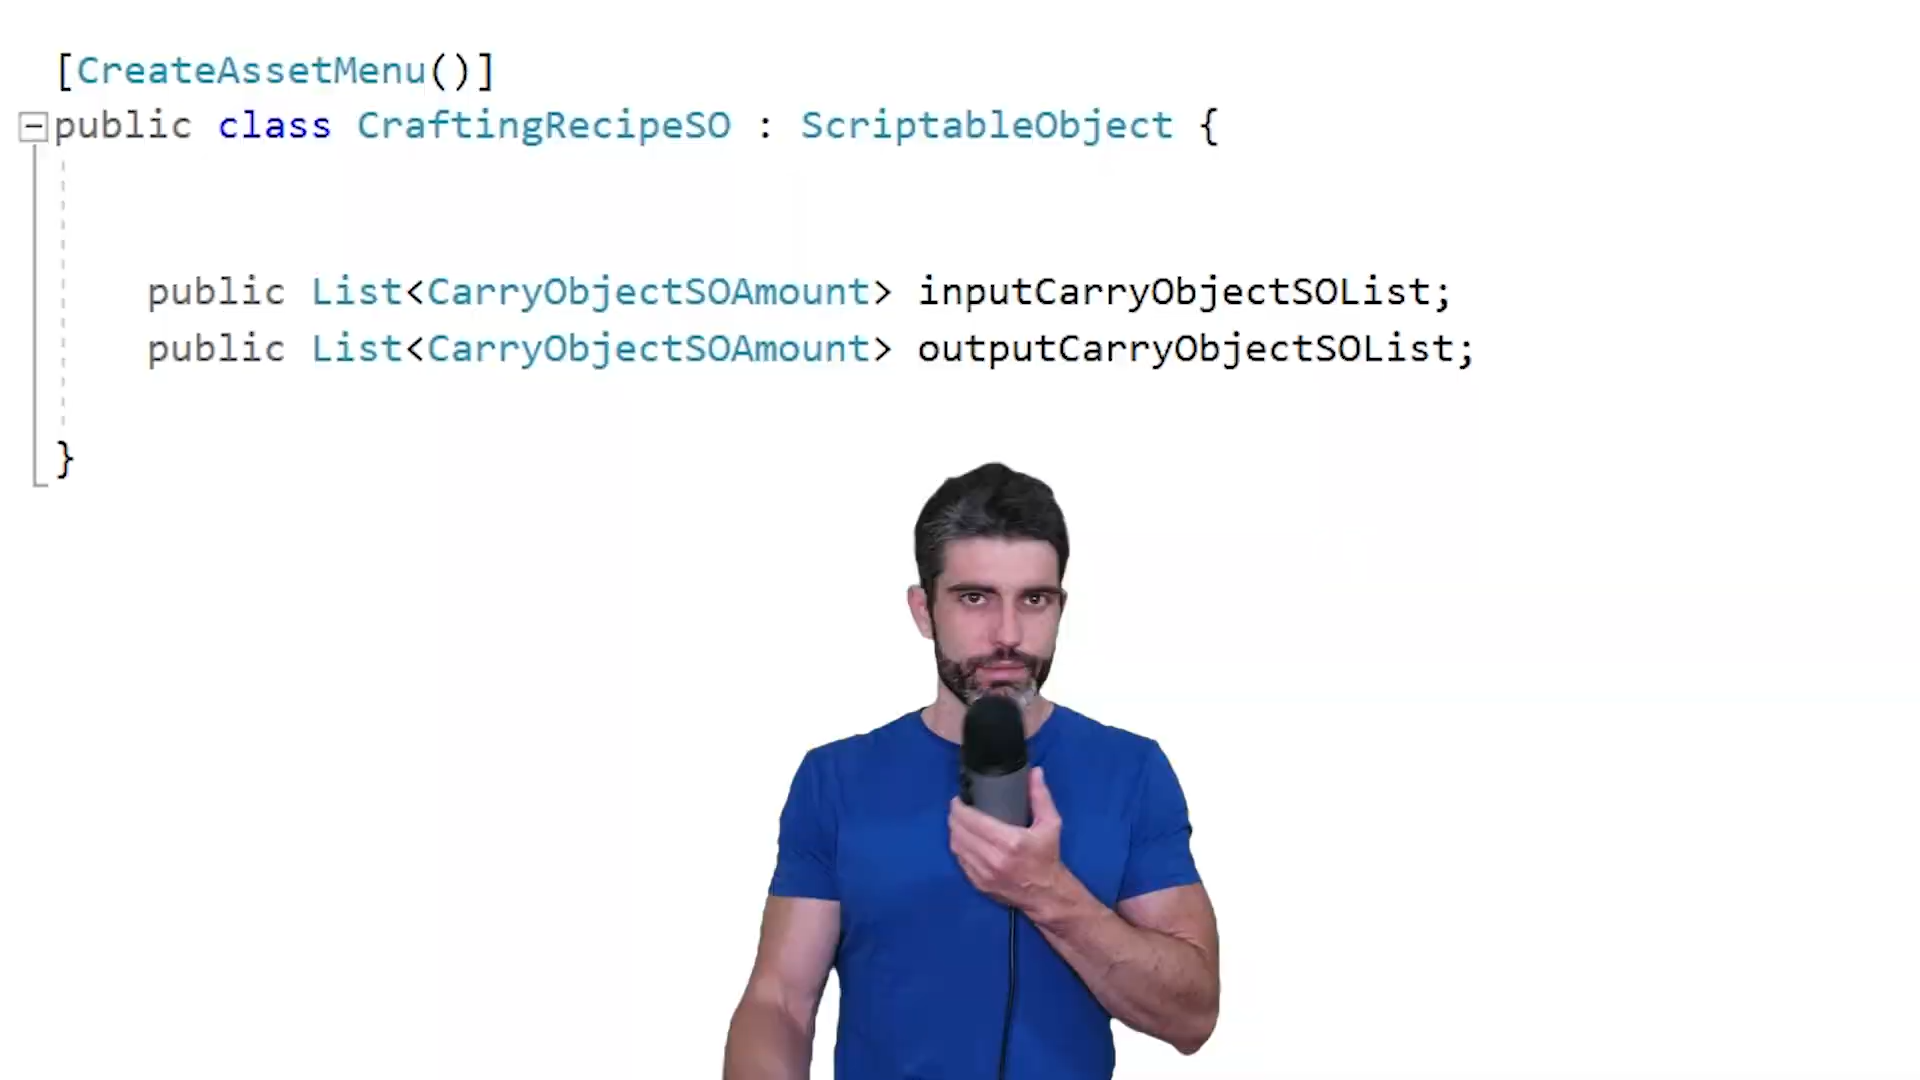 [CreateAssetMenu()]
public class CraftingRecipeSO : ScriptableObject {
public List<CarryObjectSOAmount> inputCarryObjectSOList;
public List<CarryObjectSOAmount> outputCarryObjectSOList;
}